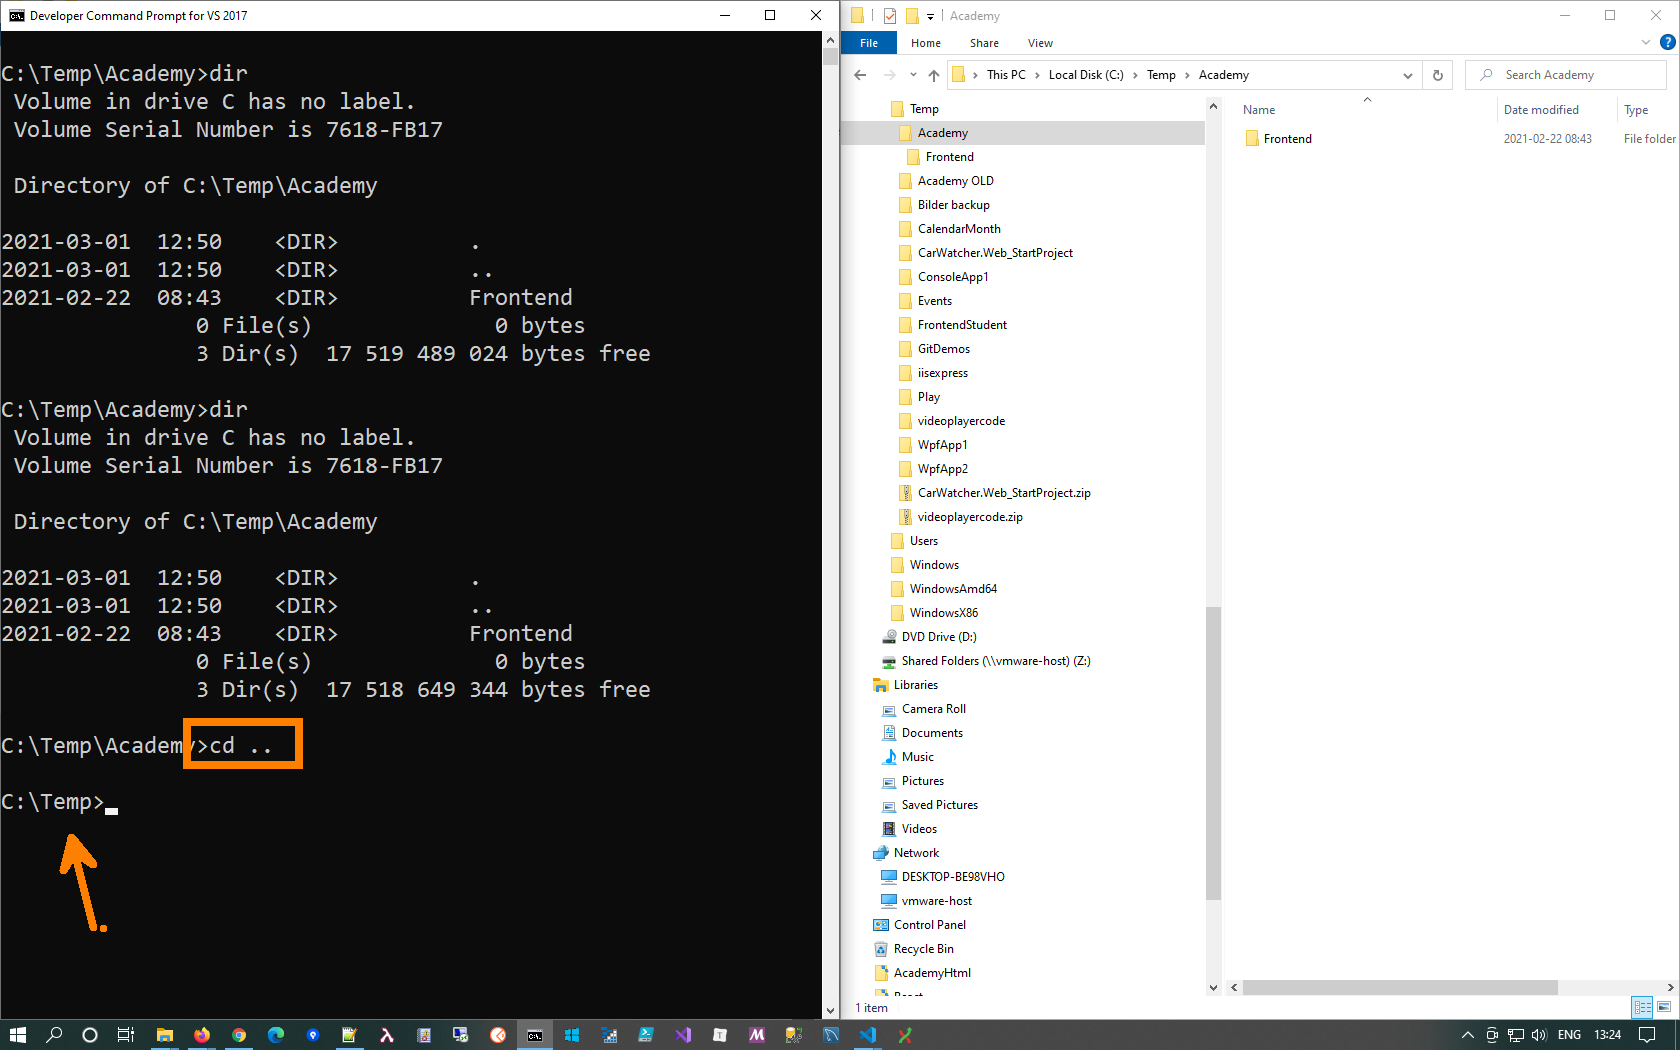 Developer Command Prompt for VS 2017
C:\Temp\Academy>dir
Volume in drive C has no label.
Volume Serial Number is 7618-FB17
Directory of C:\Temp\Academy
2021-03-01 12:50 <DIR> .
2021-03-01 12:50 <DIR> ..
2021-02-22 08:43 <DIR> Frontend
0 File(s) 0 bytes
3 Dir(s) 17 519 489 024 bytes free
C:\Temp\Academy>dir
Volume in drive C has no label.
Volume Serial Number is 7618-FB17
Directory of C:\Temp\Academy
2021-03-01 12:50 <DIR> .
2021-03-01 12:50 <DIR> ..
2021-02-22 08:43 <DIR> Frontend
0 File(s) 0 bytes
3 Dir(s) 17 518 649 344 bytes free
C:\Temp\Academy>cd ..
C:\Temp>
Academy
File Home Share View
This PC > Local Disk (C:) > Temp > Academy
Search Academy
Temp
Academy
Frontend
Academy OLD
Bilder backup
CalendarMonth
CarWatcher.Web_StartProject
ConsoleApp1
Events
FrontendStudent
GitDemos
iisexpress
Play
videoplayercode
WpfApp1
WpfApp2
CarWatcher.Web_StartProject.zip
videoplayercode.zip
Users
Windows
WindowsAmd64
WindowsX86
DVD Drive (D:)
Shared Folders (\\vmware-host) (Z:)
Libraries
Camera Roll
Documents
Music
Pictures
Saved Pictures
Videos
Network
DESKTOP-BE98VHO
vmware-host
Control Panel
Recycle Bin
AcademyHtml
Name Date modified Type
Frontend 2021-02-22 08:43 File folder
1 item
ENG 13:24